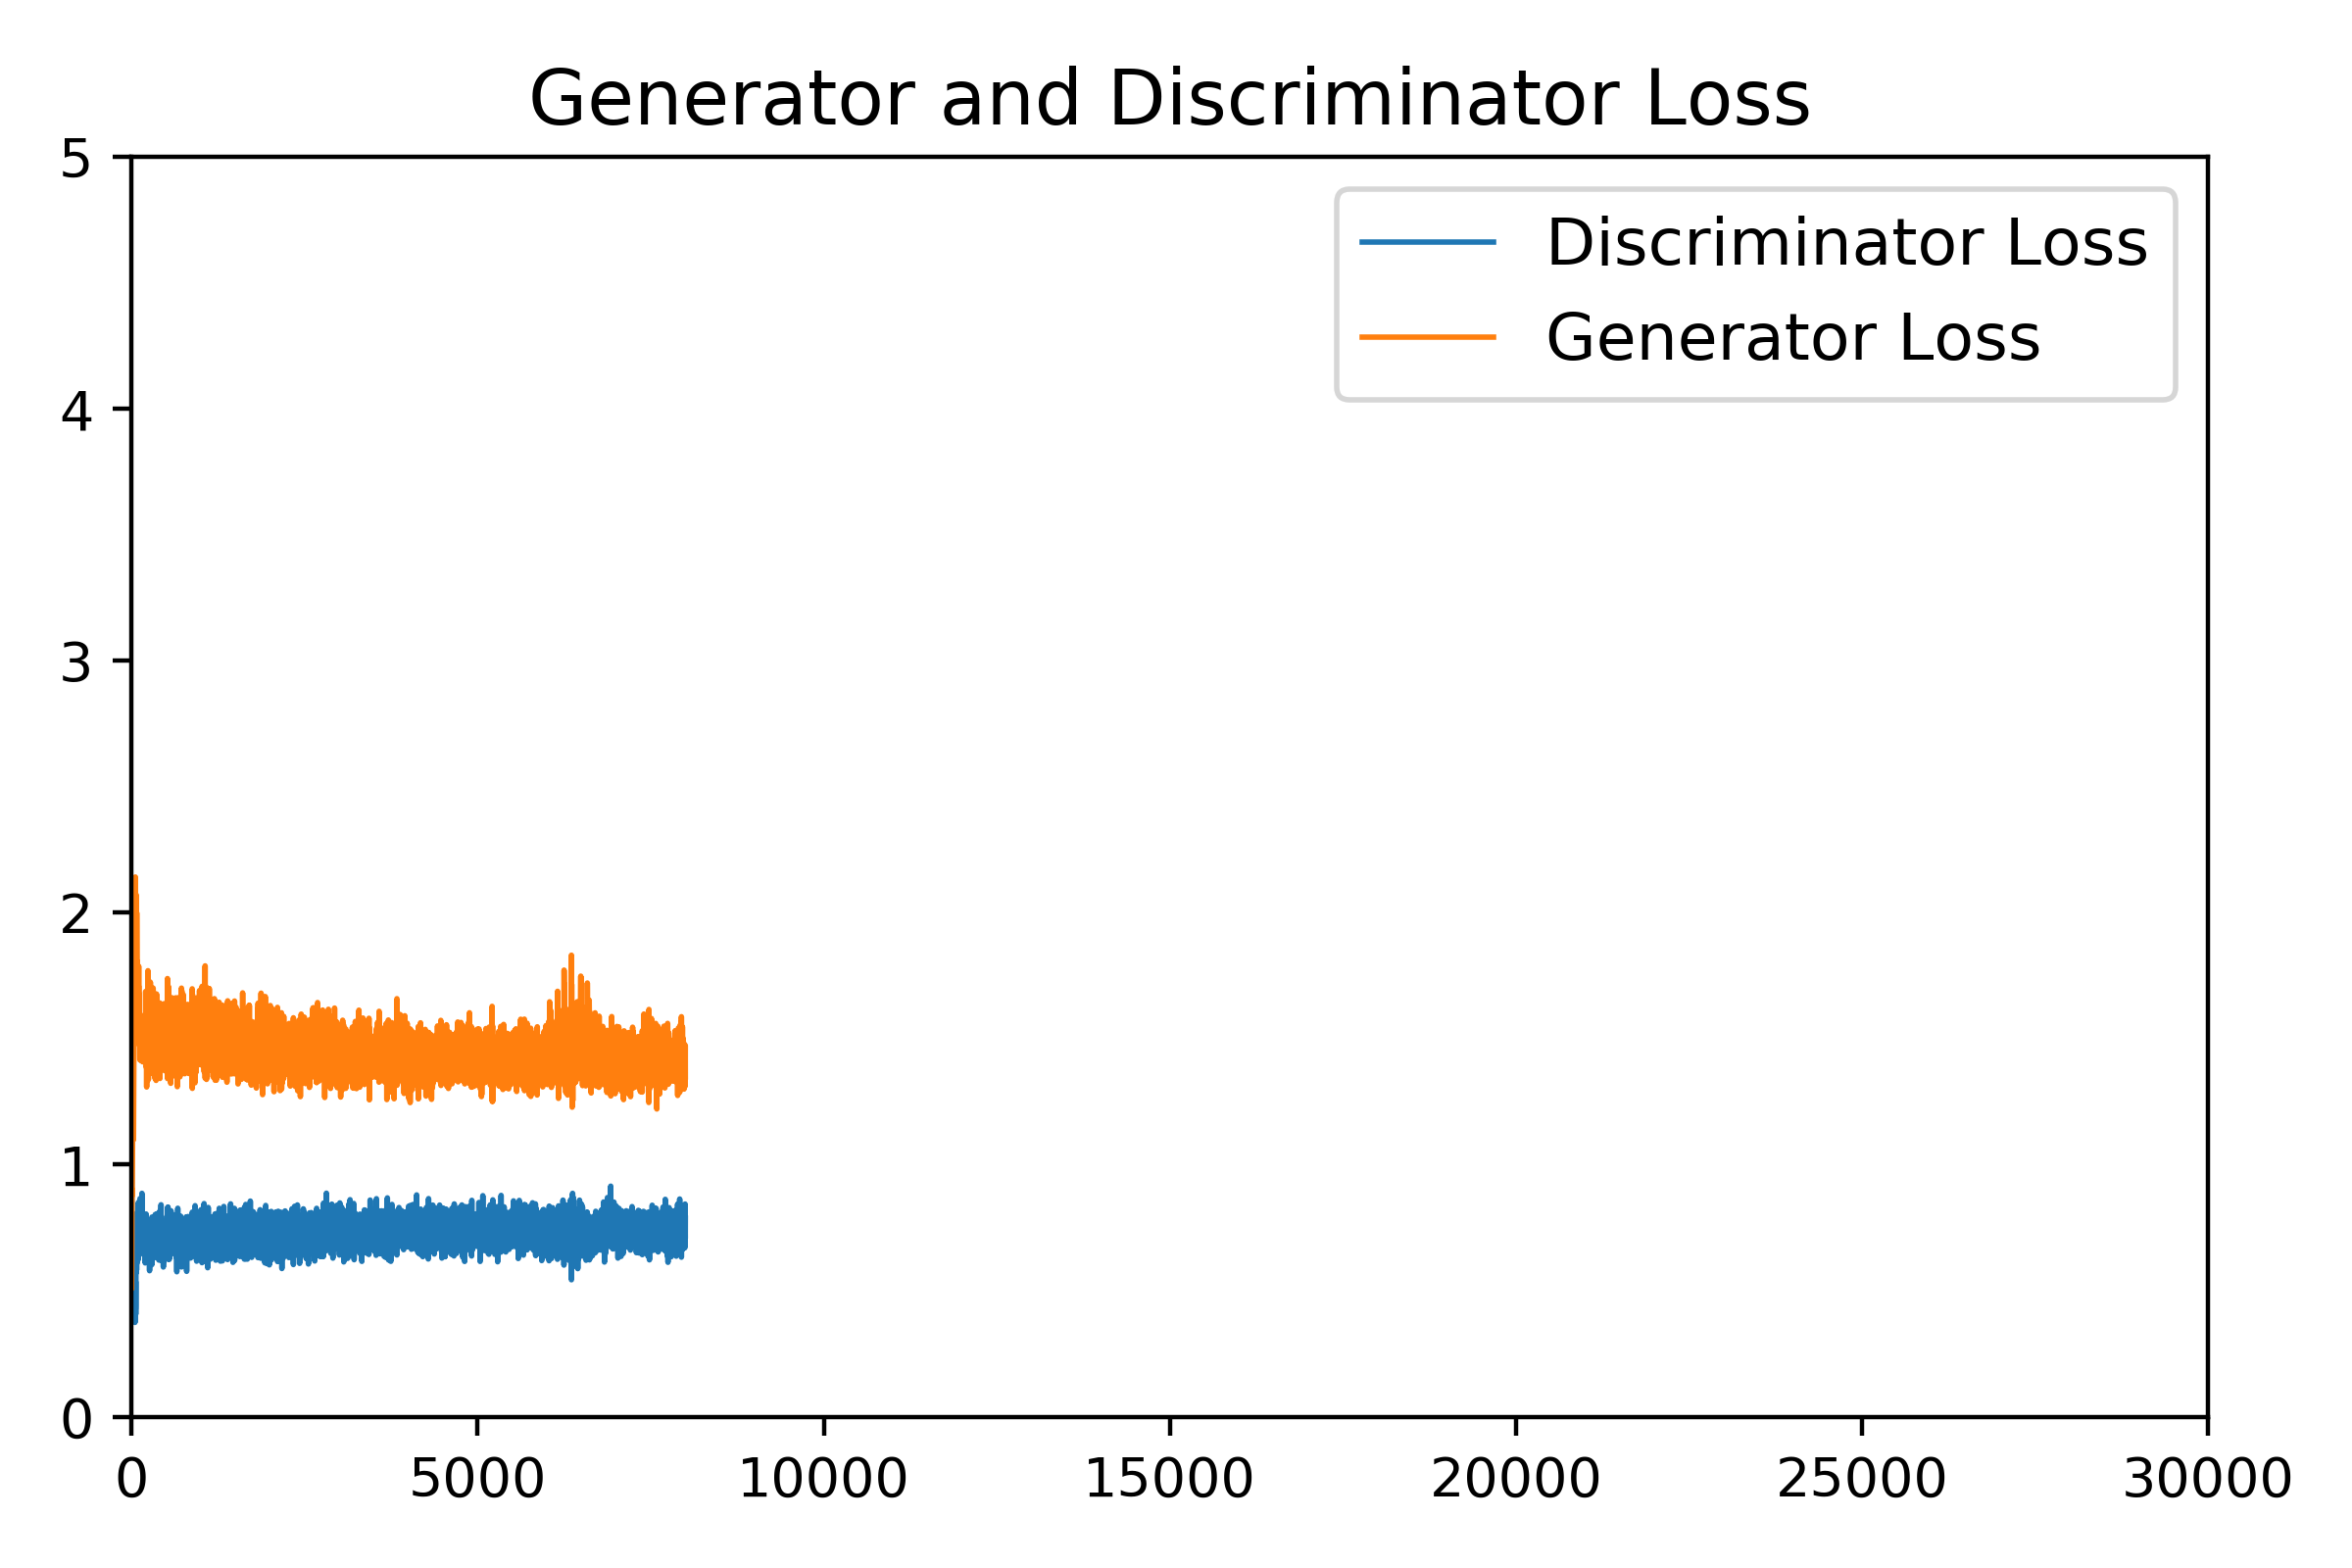 Generator and Discriminator Loss
5
Discriminator Loss
Generator Loss
4
3
2
1
0
0 5000 10000 15000 20000 25000 30000